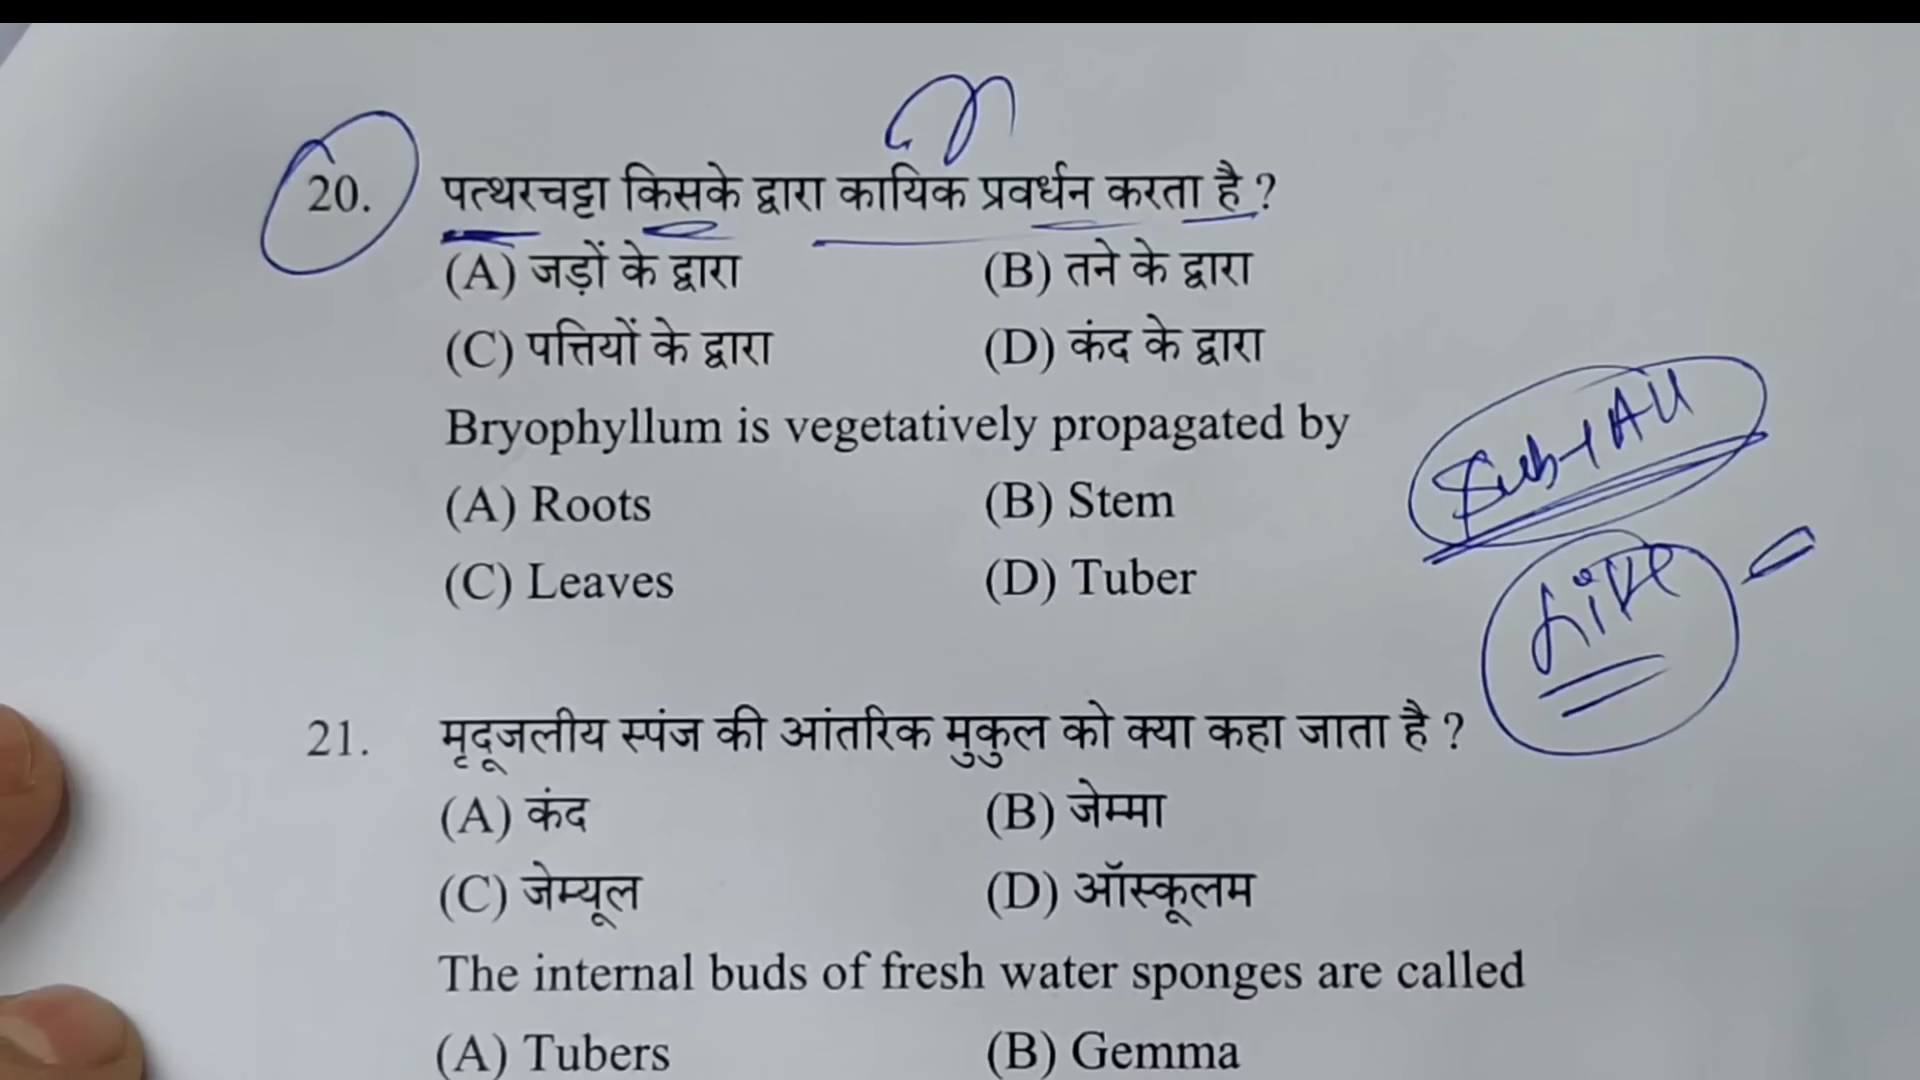 20. पत्थरचट्टा किसके द्वारा कायिक प्रवर्धन करता है ?
(A) जड़ों के द्वारा (B) तने के द्वारा
(C) पत्तियों के द्वारा (D) कंद के द्वारा
Bryophyllum is vegetatively propagated by
(A) Roots (B) Stem
(C) Leaves (D) Tuber
21. मृदूजलीय स्पंज की आंतरिक मुकुल को क्या कहा जाता है ?
(A) कंद (B) जेम्मा
(C) जेम्यूल (D) ऑस्कूलम
The internal buds of fresh water sponges are called
(A) Tubers (B) Gemma